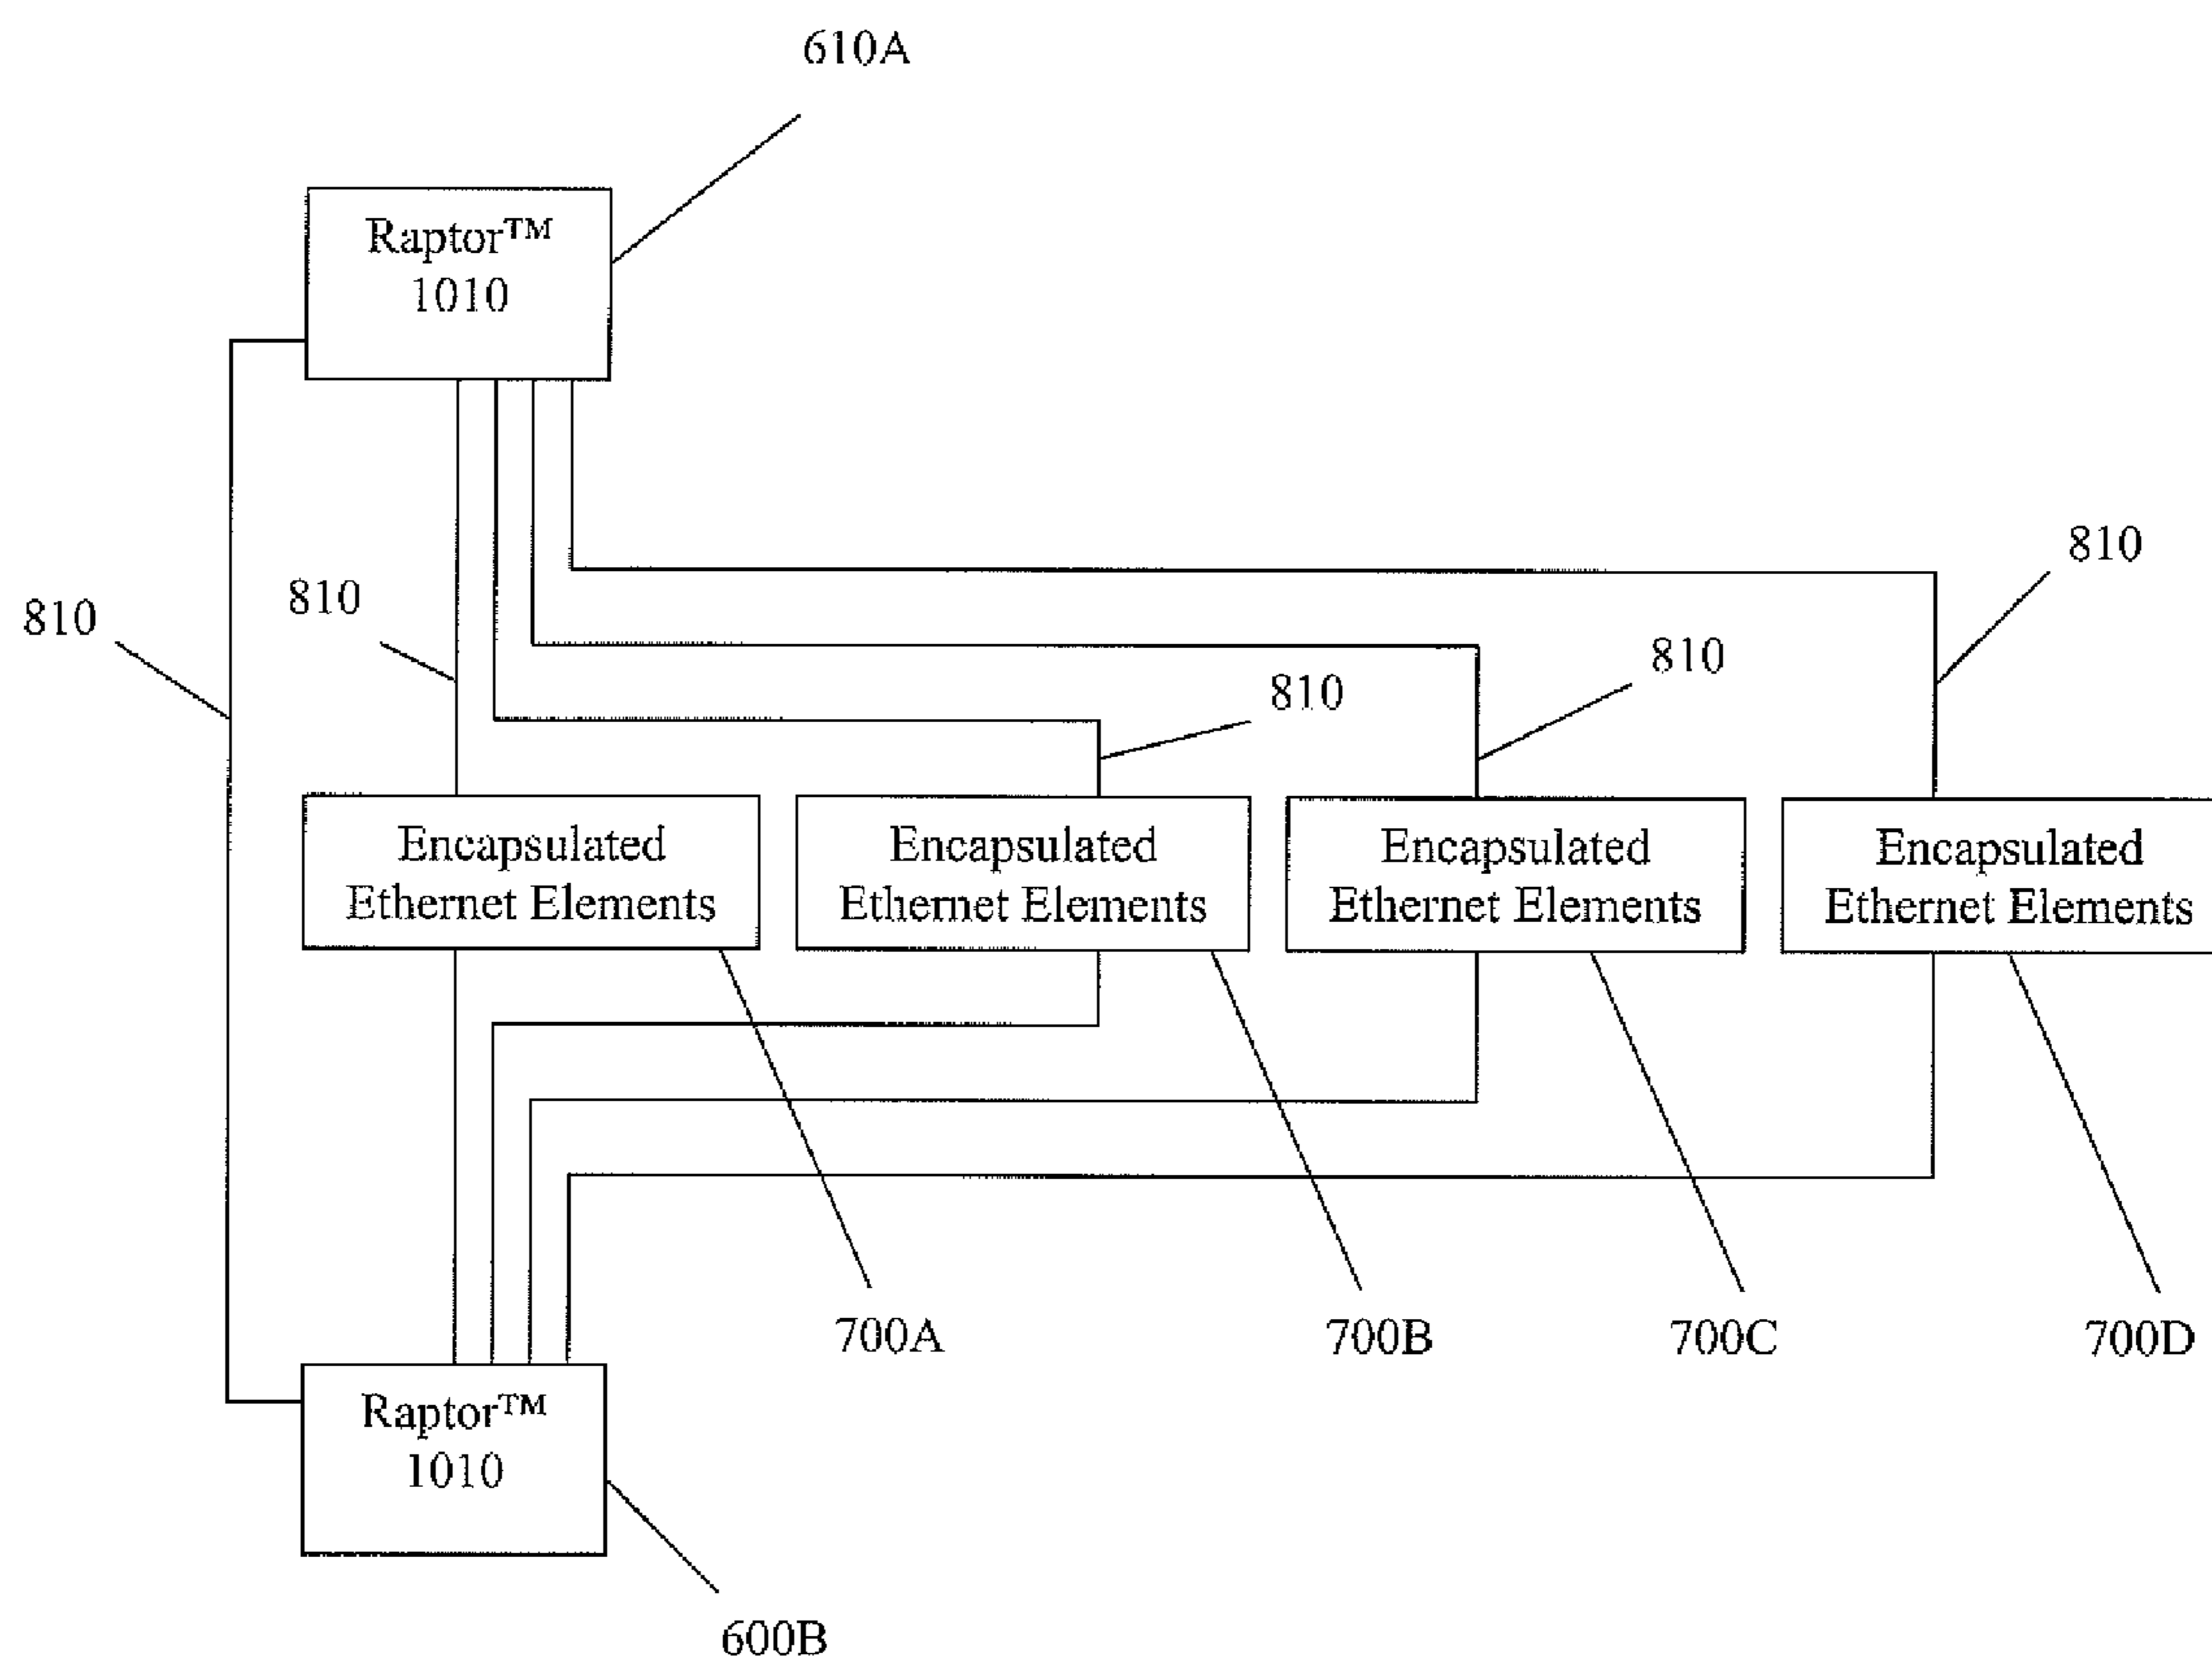 610A
Raptor™
1010
810
810
810
810
810
Encapsulated
Ethernet Elements
Encapsulated
Ethernet Elements
Encapsulated
Ethernet Elements
Encapsulated
Ethernet Elements
700A
700B
700C
700D
Raptor™
1010
600B